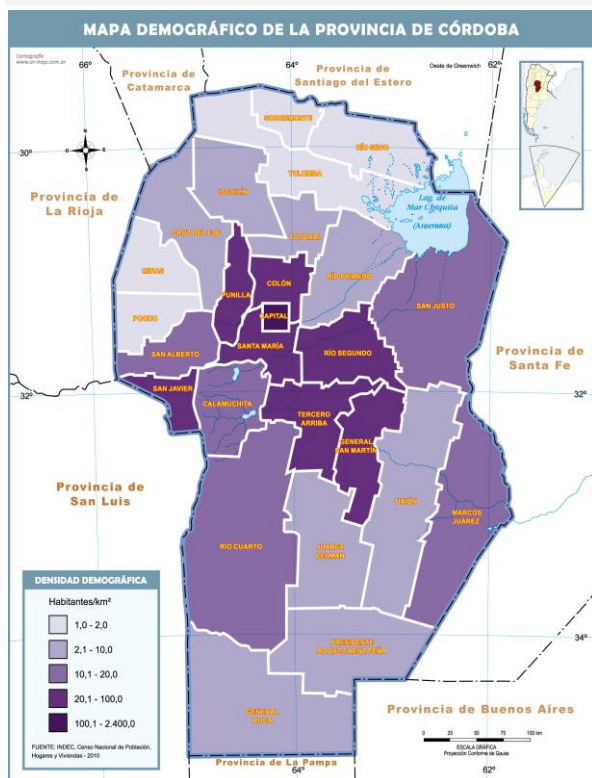 MAPA DEMOGRÁFICO DE LA PROVINCIA DE CÓRDOBA
Cartografía
www.ar-map.com.ar
66°
64°
62°
Oeste de Greenwich
Provincia de
Catamarca
Provincia de
Santiago del Estero
N
O
E
S
30°
SOBREMONTE
RÍO SECO
TULUMBA
ISCHILÍN
Lag. de
Mar Chiquita
(Ansenuza)
Provincia de
La Rioja
CRUZ DEL EJE
TOTORAL
MINAS
PUNILLA
COLÓN
RÍO PRIMERO
SAN JUSTO
POCHO
CAPITAL
SAN ALBERTO
SANTA MARÍA
RÍO SEGUNDO
Provincia de
Santa Fe
32°
32°
SAN JAVIER
CALAMUCHITA
TERCERO
ARRIBA
GENERAL
SAN MARTÍN
Provincia de
San Luis
UNIÓN
MARCOS
JUÁREZ
RÍO CUARTO
JUÁREZ
CELMAN
DENSIDAD DEMOGRÁFICA
Habitantes/km²
1,0 - 2,0
2,1 - 10,0
10,1 - 20,0
20,1 - 100,0
100,1 - 2.400,0
FUENTE: INDEC, Censo Nacional de Población,
Hogares y Viviendas - 2010
34°
PRESIDENTE
ROQUE SAENZ PEÑA
GENERAL
ROCA
Provincia de Buenos Aires
0 25 50 100 km
ESCALA GRÁFICA
Proyección Conforme de Gauss
Provincia de La Pampa
64°
62°